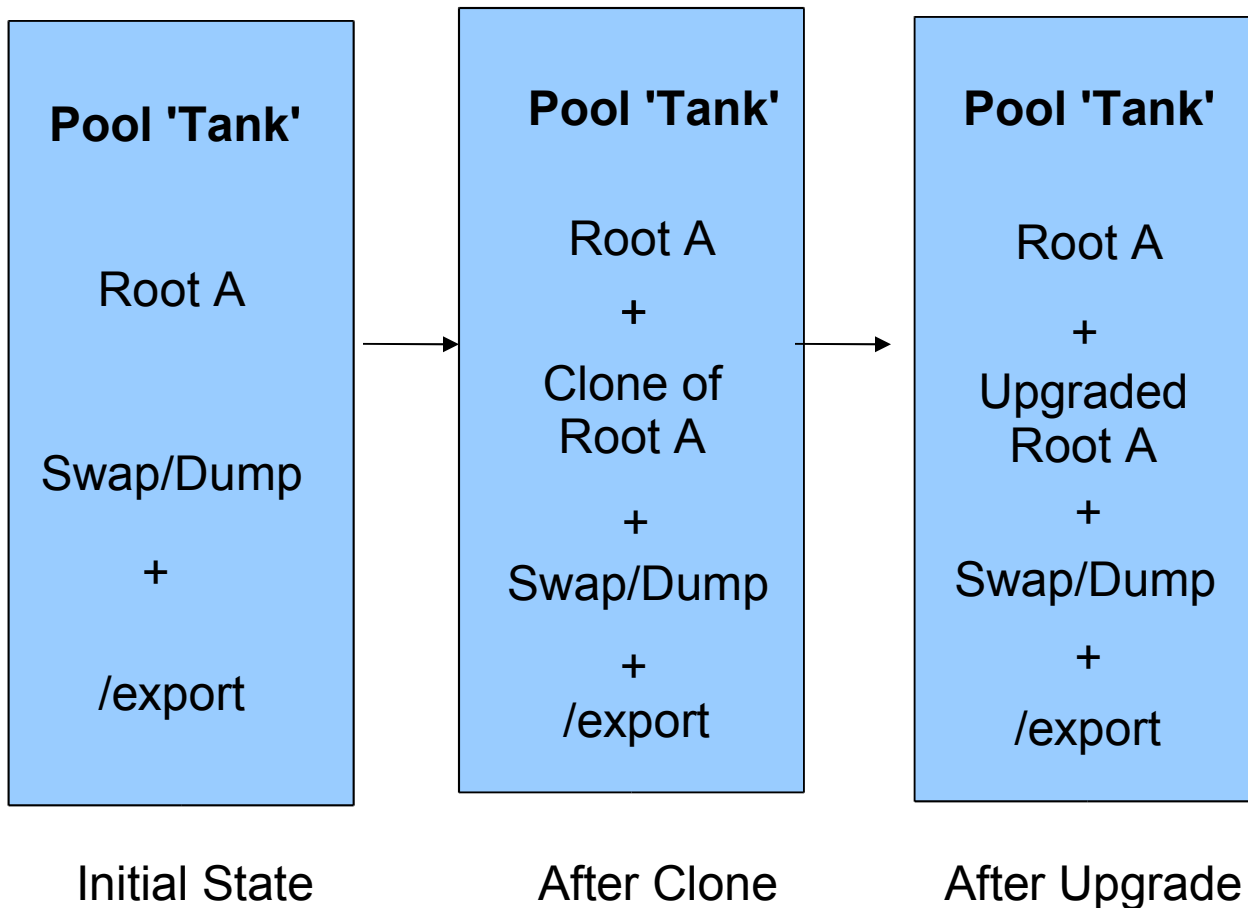 Pool 'Tank'
Root A
Swap/Dump
+
/export
Initial State
Pool 'Tank'
Root A
+
Clone of
Root A
+
Swap/Dump
+
/export
After Clone
Pool 'Tank'
Root A
+
Upgraded
Root A
+
Swap/Dump
+
/export
After Upgrade